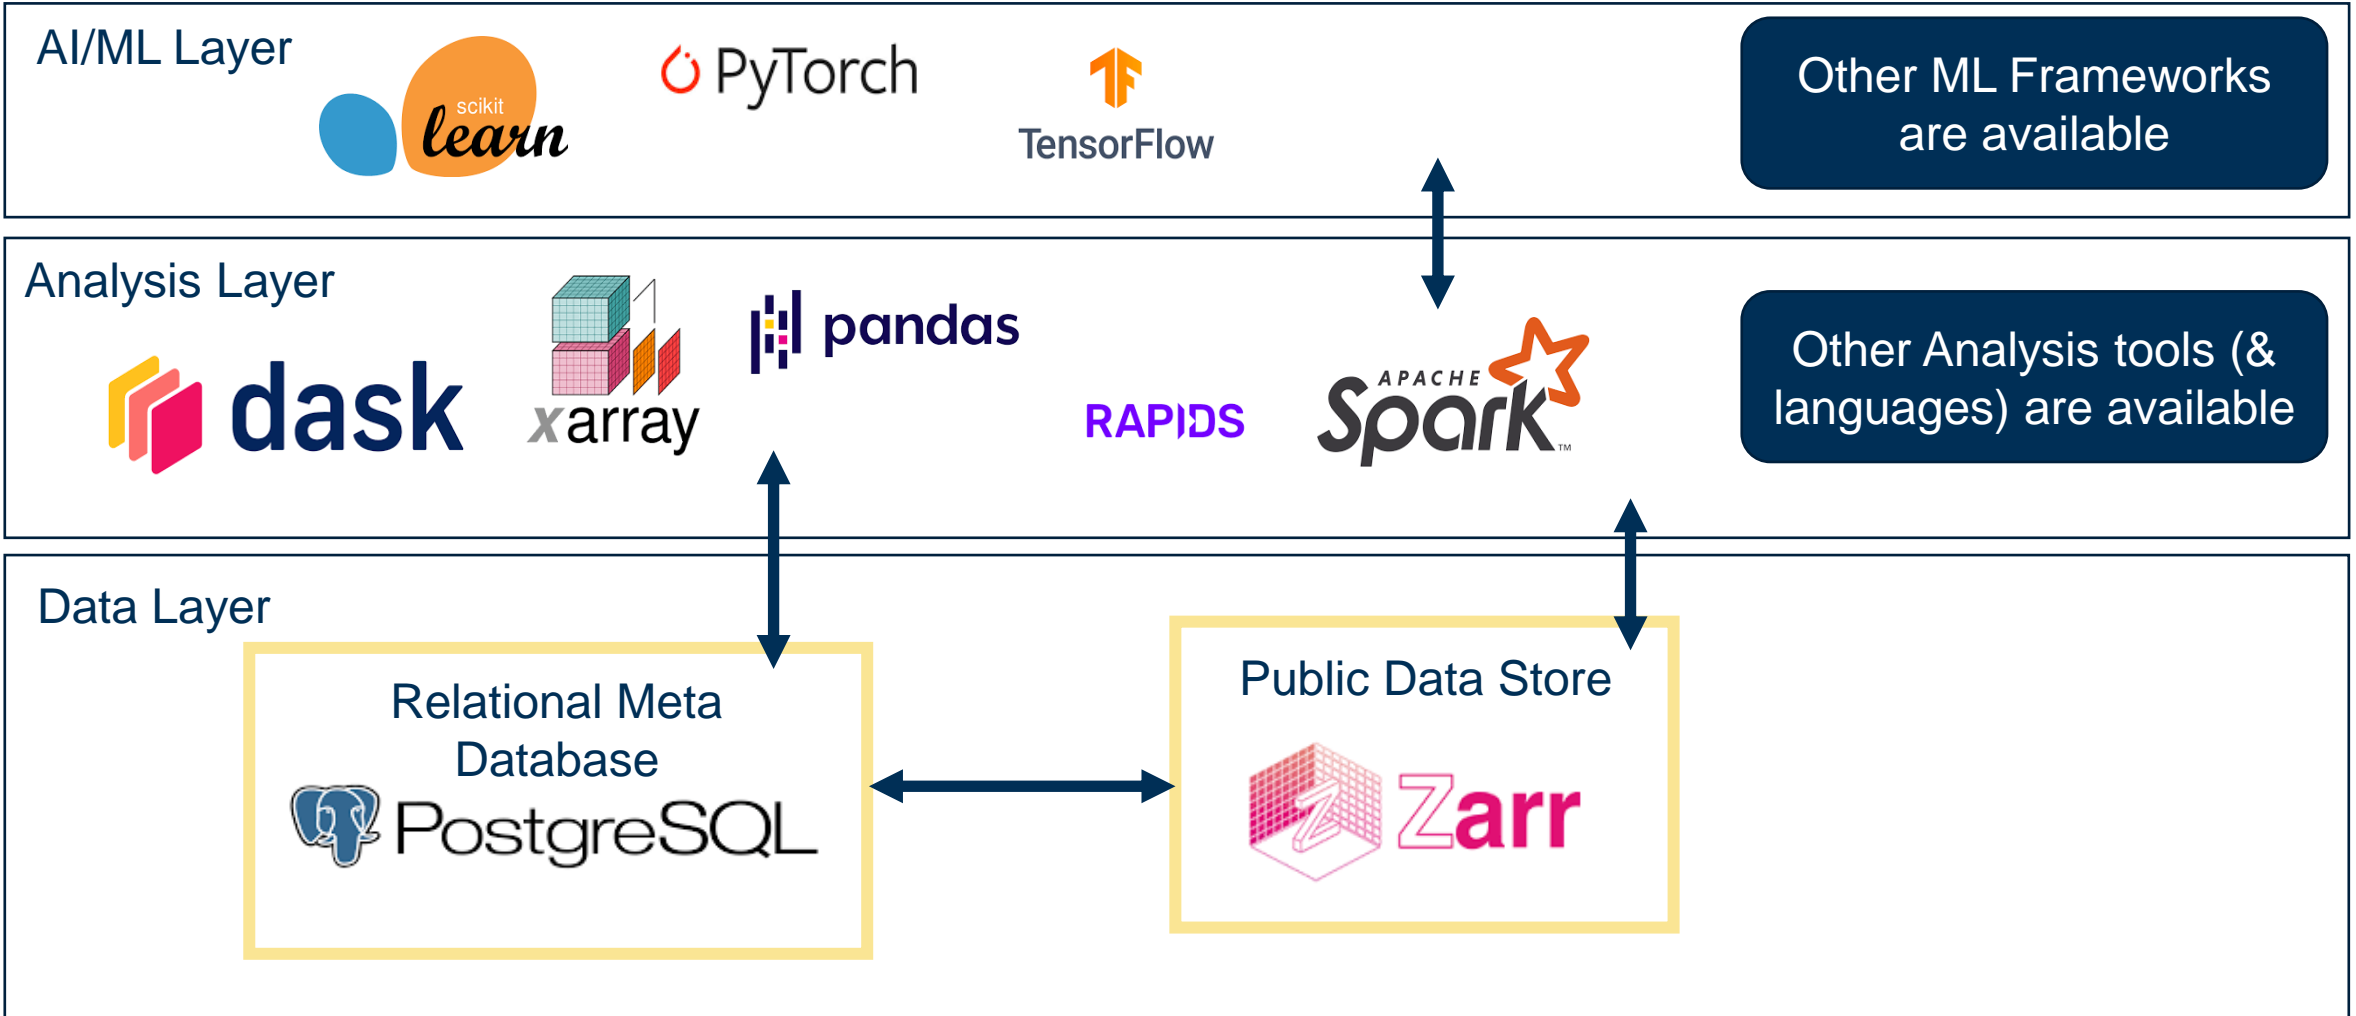 AI/ML Layer
scikit
learn
PyTorch
TensorFlow
Other ML Frameworks
are available
Analysis Layer
dask
xarray
pandas
RAPIDS
APACHE
Spark™
Other Analysis tools (&
languages) are available
Data Layer
Relational Meta
Database
PostgreSQL
Public Data Store
Zarr